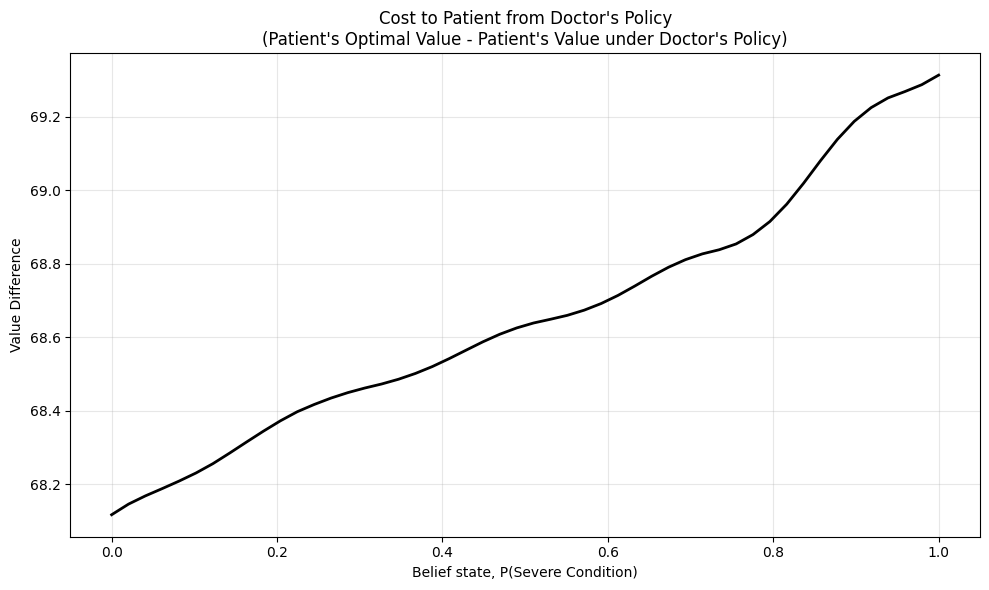 Cost to Patient from Doctor's Policy
(Patient's Optimal Value - Patient's Value under Doctor's Policy)
Value Difference
69.2
69.0
68.8
68.6
68.4
68.2
0.0 0.2 0.4 0.6 0.8 1.0
Belief state, P(Severe Condition)